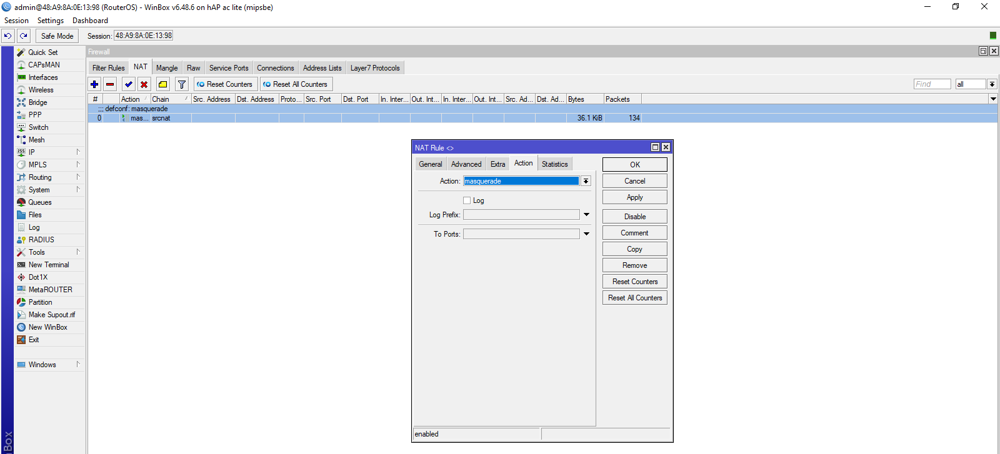 admin@48:A9:8A:0E:13:98 (RouterOS) - WinBox v6.48.6 on hAP ac lite (mipsbe)
Session Settings Dashboard
Safe Mode Session: 48:A9:8A:0E:13:98
Quick Set
CAPsMAN
Interfaces
Wireless
Bridge
PPP
Switch
Mesh
IP
MPLS
Routing
System
Queues
Files
Log
RADIUS
Tools
New Terminal
Dot1X
MetaROUTER
Partition
Make Supout.rif
New WinBox
Exit
Windows
Box
Firewall
Filter Rules NAT Mangle Raw Service Ports Connections Address Lists Layer7 Protocols
Reset Counters Reset All Counters Find all
# Action Chain Src. Address Dst. Address Proto... Src. Port Dst. Port In. Inter... Out. Int... In. Inter... Out. Int... Src. Ad... Dst. Ad... Bytes Packets
;;; defconf: masquerade
0 mas... srcnat 36.1 KiB 134
NAT Rule <>
General Advanced Extra Action Statistics
Action: masquerade
Log
Log Prefix:
To Ports:
OK
Cancel
Apply
Disable
Comment
Copy
Remove
Reset Counters
Reset All Counters
enabled